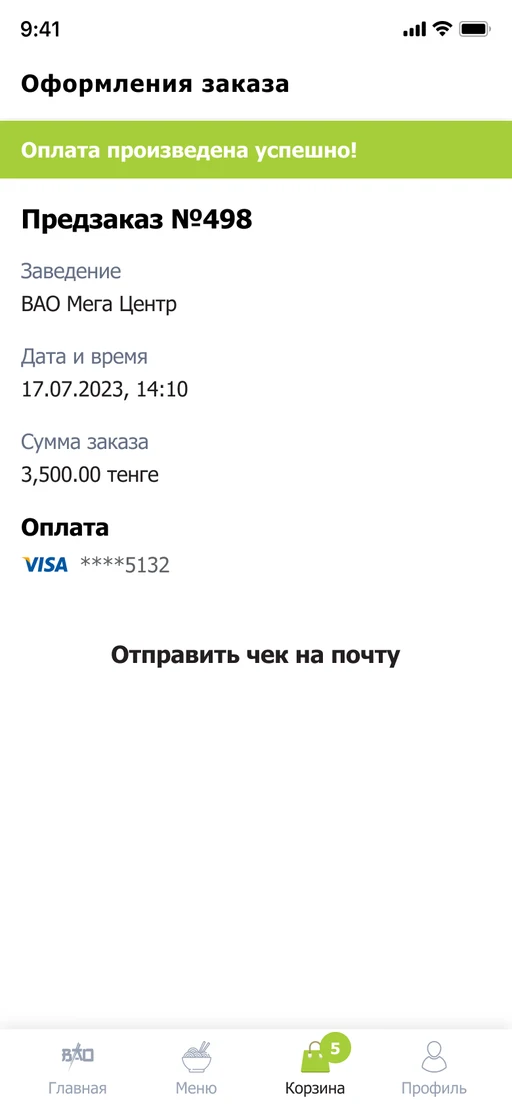 9:41
Оформления заказа
Оплата произведена успешно!
Предзаказ №498
Заведение
ВАО Мега Центр
Дата и время
17.07.2023, 14:10
Сумма заказа
3,500.00 тенге
Оплата
VISA ****5132
Отправить чек на почту
ВАО
5
Главная
Меню
Корзина
Профиль